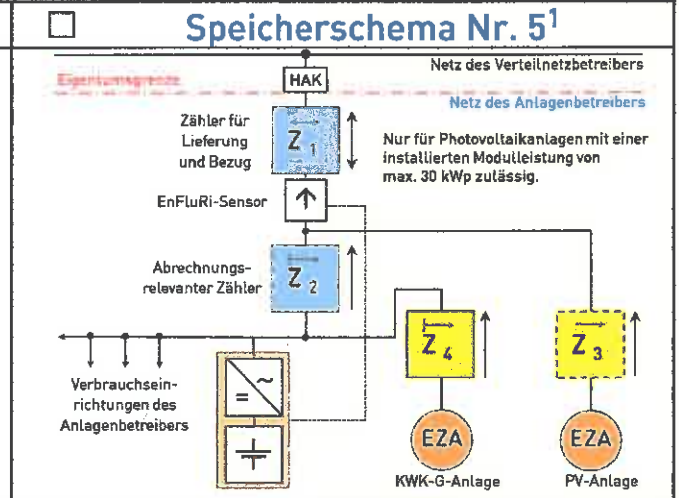 Speicherschema Nr. 5¹
Netz des Verteilnetzbetreibers
Eigentumsgrenze
HAK
Netz des Anlagenbetreibers
Zähler für
Lieferung
und Bezug
Z 1
Nur für Photovoltaikanlagen mit einer
installierten Modulleistung von
max. 30 kWp zulässig.
EnFluRi-Sensor
Abrechnungs-
relevanter Zähler
Z 2
Z 4
Z 3
Verbrauchsein-
richtungen des
Anlagenbetreibers
EZA
EZA
KWK-G-Anlage
PV-Anlage